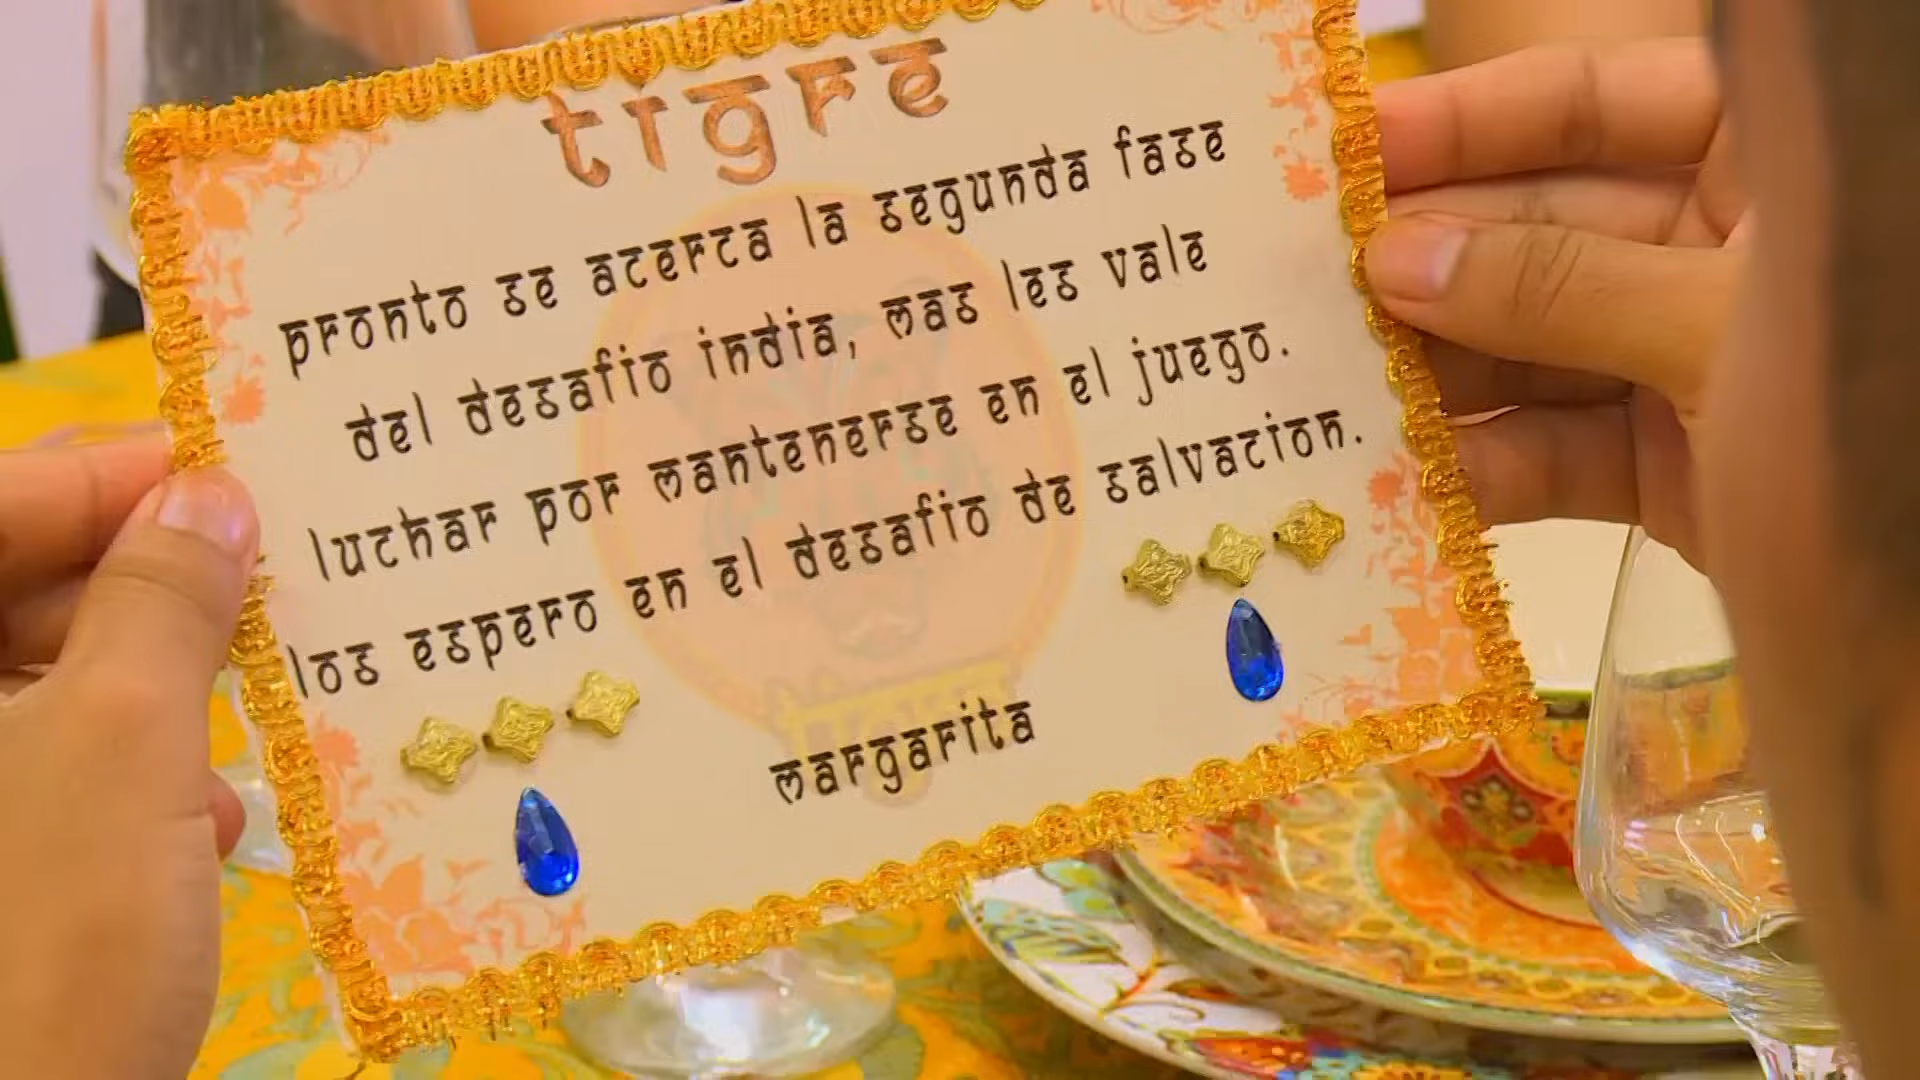 tigre
pronto se acerca la segunda fase
del desafio india, mas les vale
luchar por mantenerse en el juego.
los espero en el desafio de salvacion.
margarita